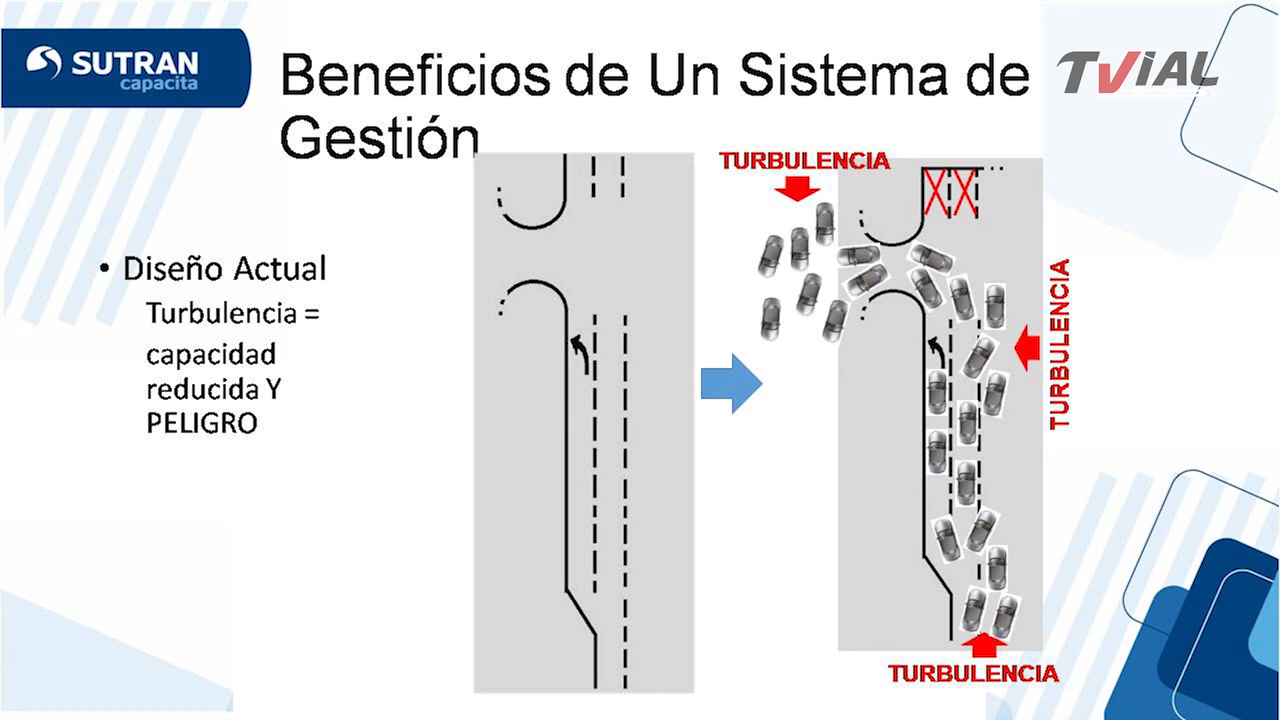 SUTRAN
capacita
Beneficios de Un Sistema de
Gestión
TVIAL
• Diseño Actual
Turbulencia =
capacidad
reducida Y
PELIGRO
TURBULENCIA
TURBULENCIA
TURBULENCIA